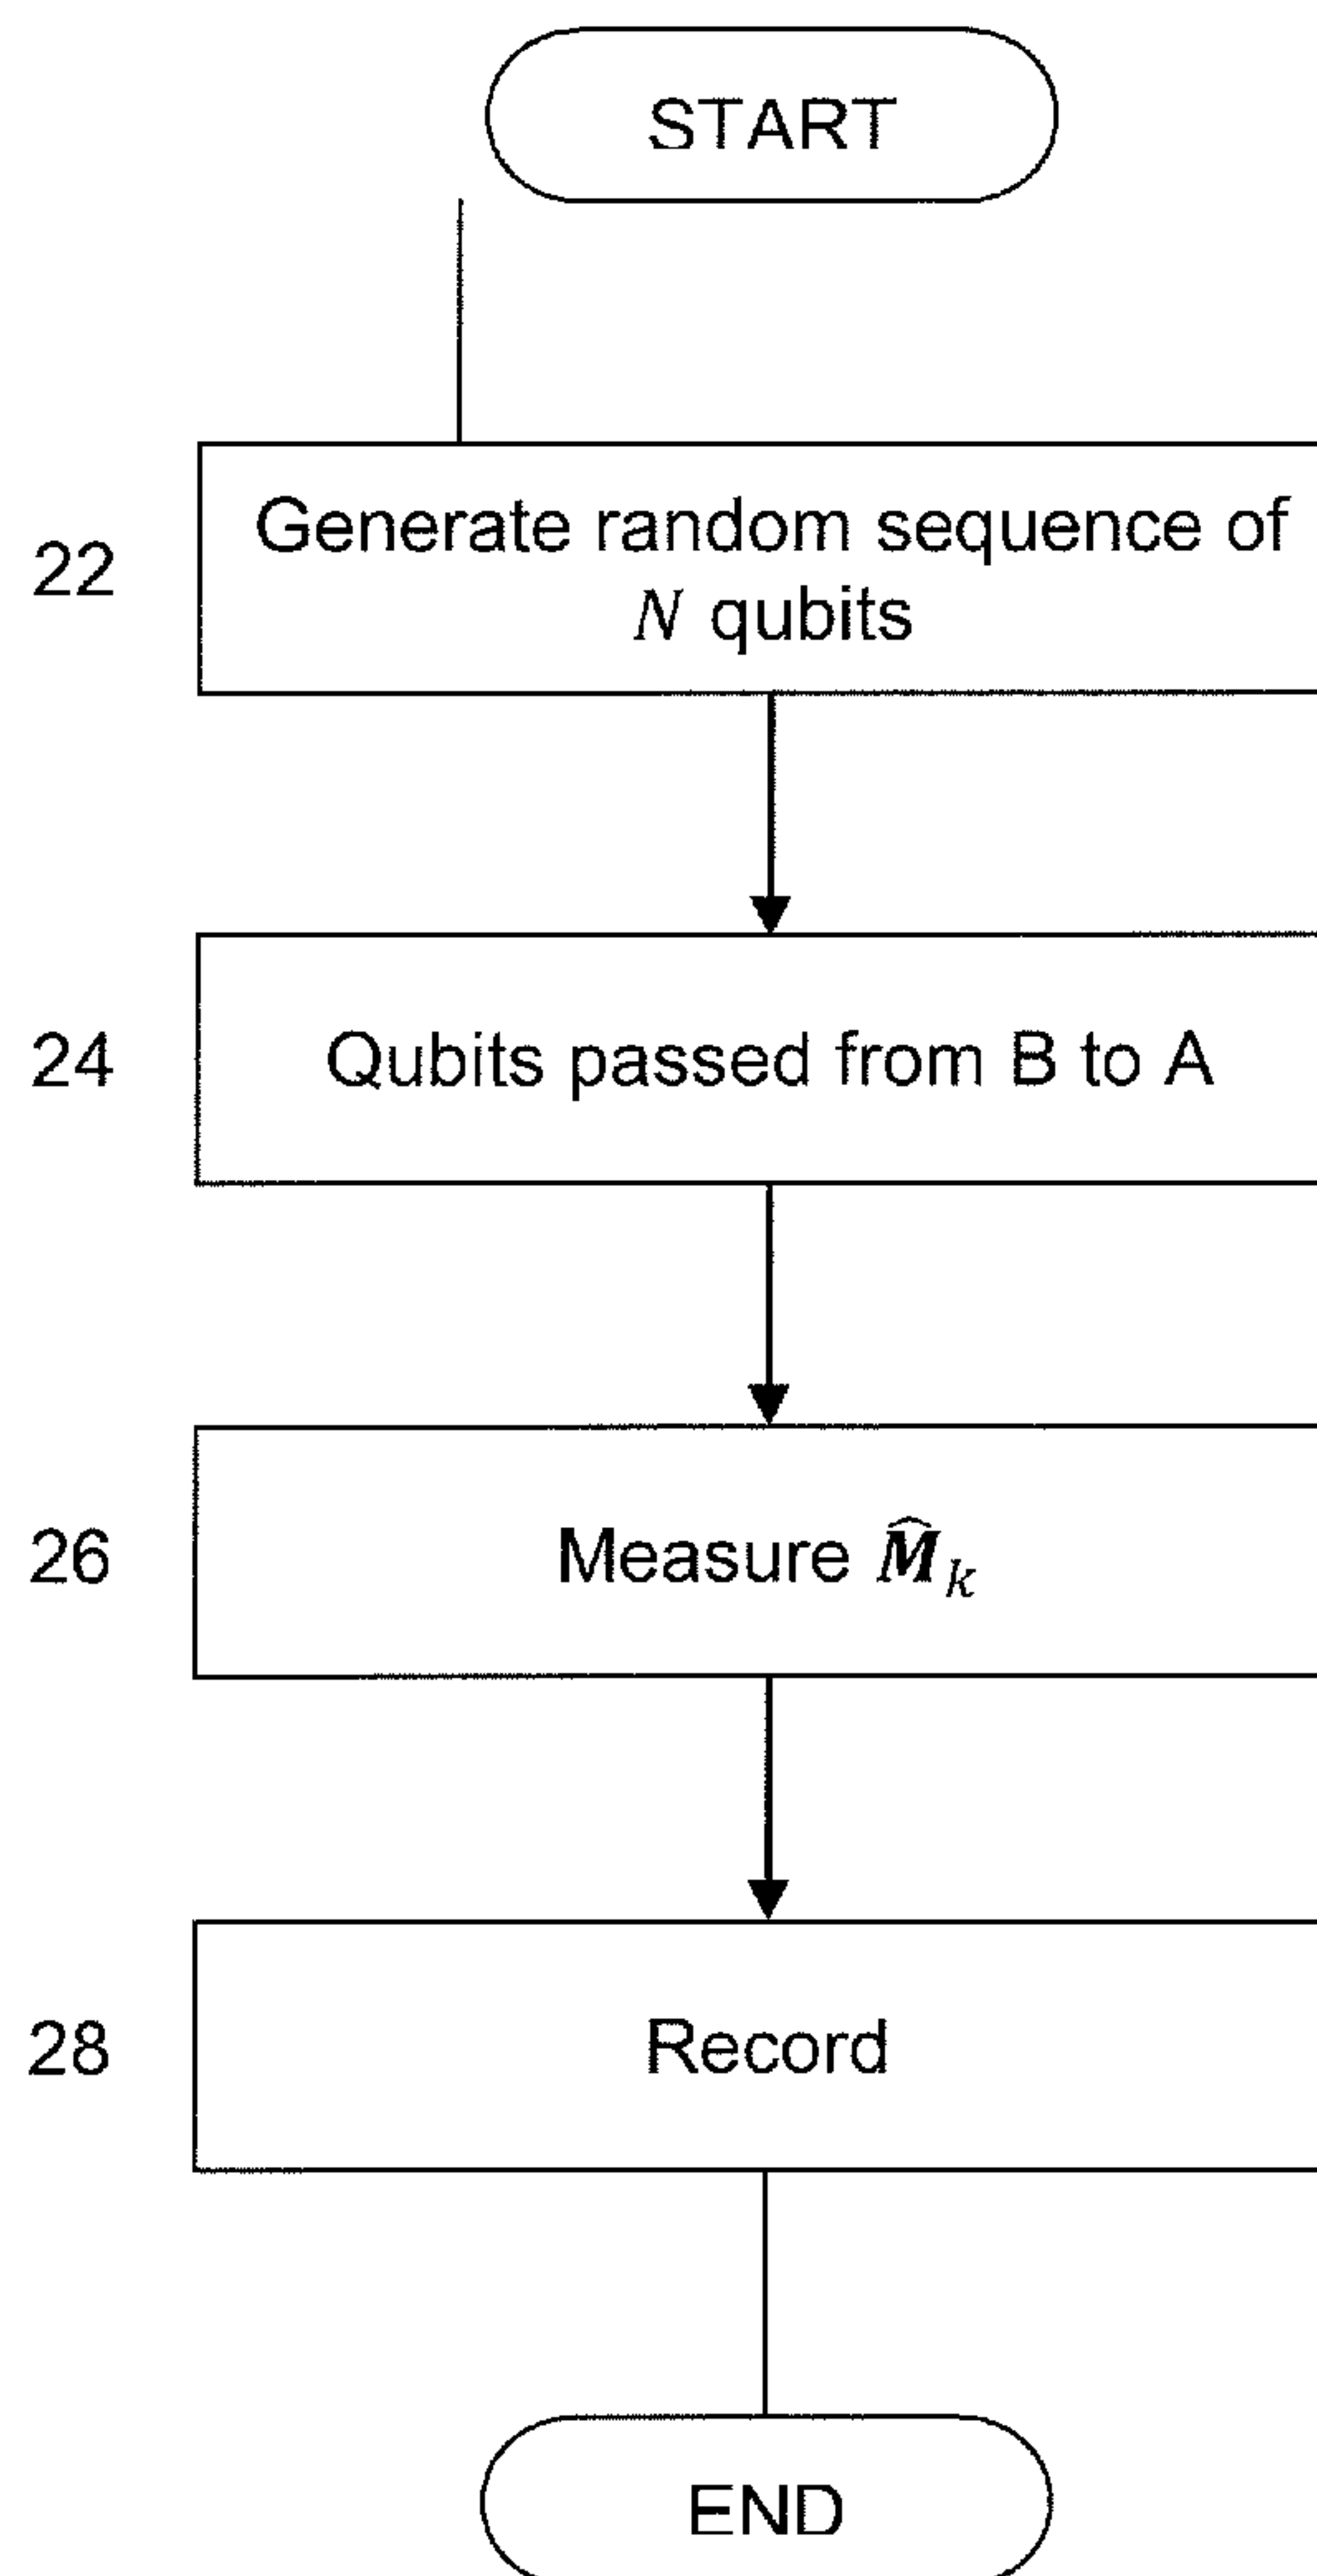 START
22
Generate random sequence of
N qubits
24
Qubits passed from B to A
26
Measure M̂ₖ
28
Record
END